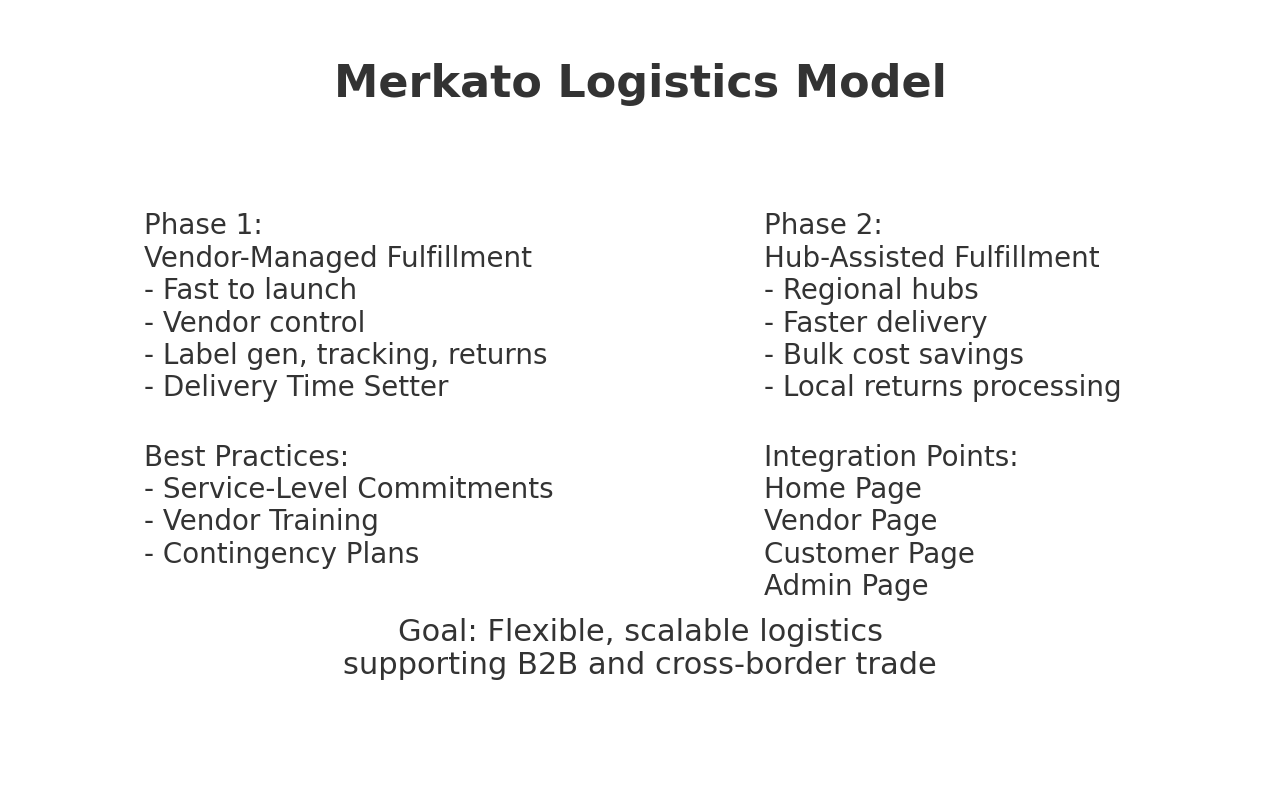 Merkato Logistics Model
Phase 1:
Vendor-Managed Fulfillment
- Fast to launch
- Vendor control
- Label gen, tracking, returns
- Delivery Time Setter
Phase 2:
Hub-Assisted Fulfillment
- Regional hubs
- Faster delivery
- Bulk cost savings
- Local returns processing
Best Practices:
- Service-Level Commitments
- Vendor Training
- Contingency Plans
Integration Points:
Home Page
Vendor Page
Customer Page
Admin Page
Goal: Flexible, scalable logistics
supporting B2B and cross-border trade